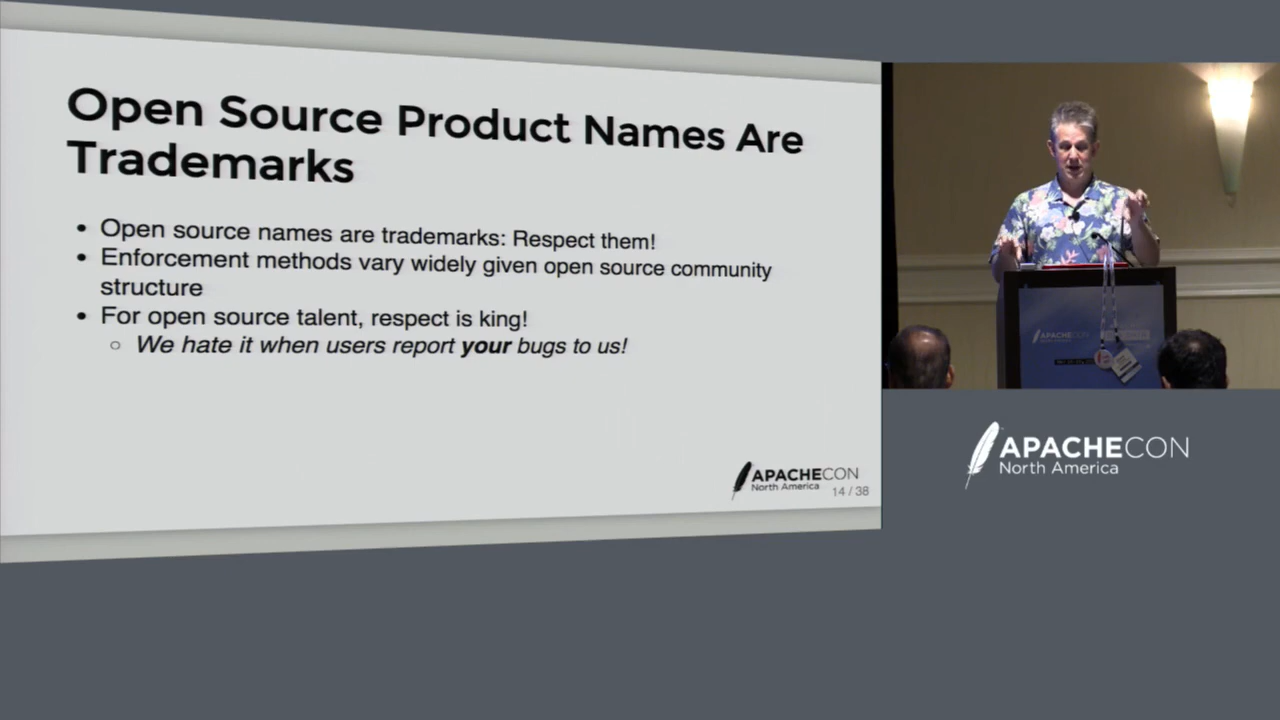 Open Source Product Names Are
Trademarks
• Open source names are trademarks: Respect them!
• Enforcement methods vary widely given open source community
structure
• For open source talent, respect is king!
○ We hate it when users report your bugs to us!
APACHECON
North America
14 / 38
APACHECON
APACHECON
North America